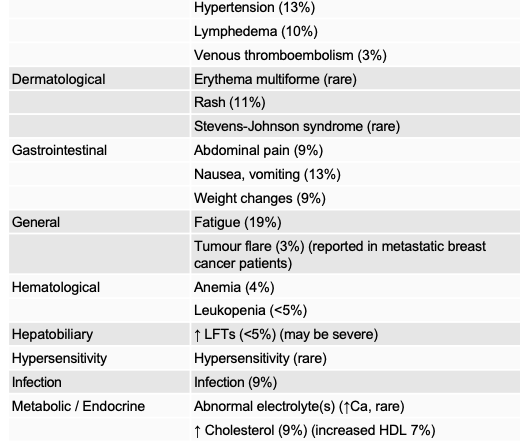 Hypertension (13%)
Lymphedema (10%)
Venous thromboembolism (3%)
Dermatological Erythema multiforme (rare)
Rash (11%)
Stevens-Johnson syndrome (rare)
Gastrointestinal Abdominal pain (9%)
Nausea, vomiting (13%)
Weight changes (9%)
General Fatigue (19%)
Tumour flare (3%) (reported in metastatic breast
cancer patients)
Hematological Anemia (4%)
Leukopenia (<5%)
Hepatobiliary ↑ LFTs (<5%) (may be severe)
Hypersensitivity Hypersensitivity (rare)
Infection Infection (9%)
Metabolic / Endocrine Abnormal electrolyte(s) (↑Ca, rare)
↑ Cholesterol (9%) (increased HDL 7%)